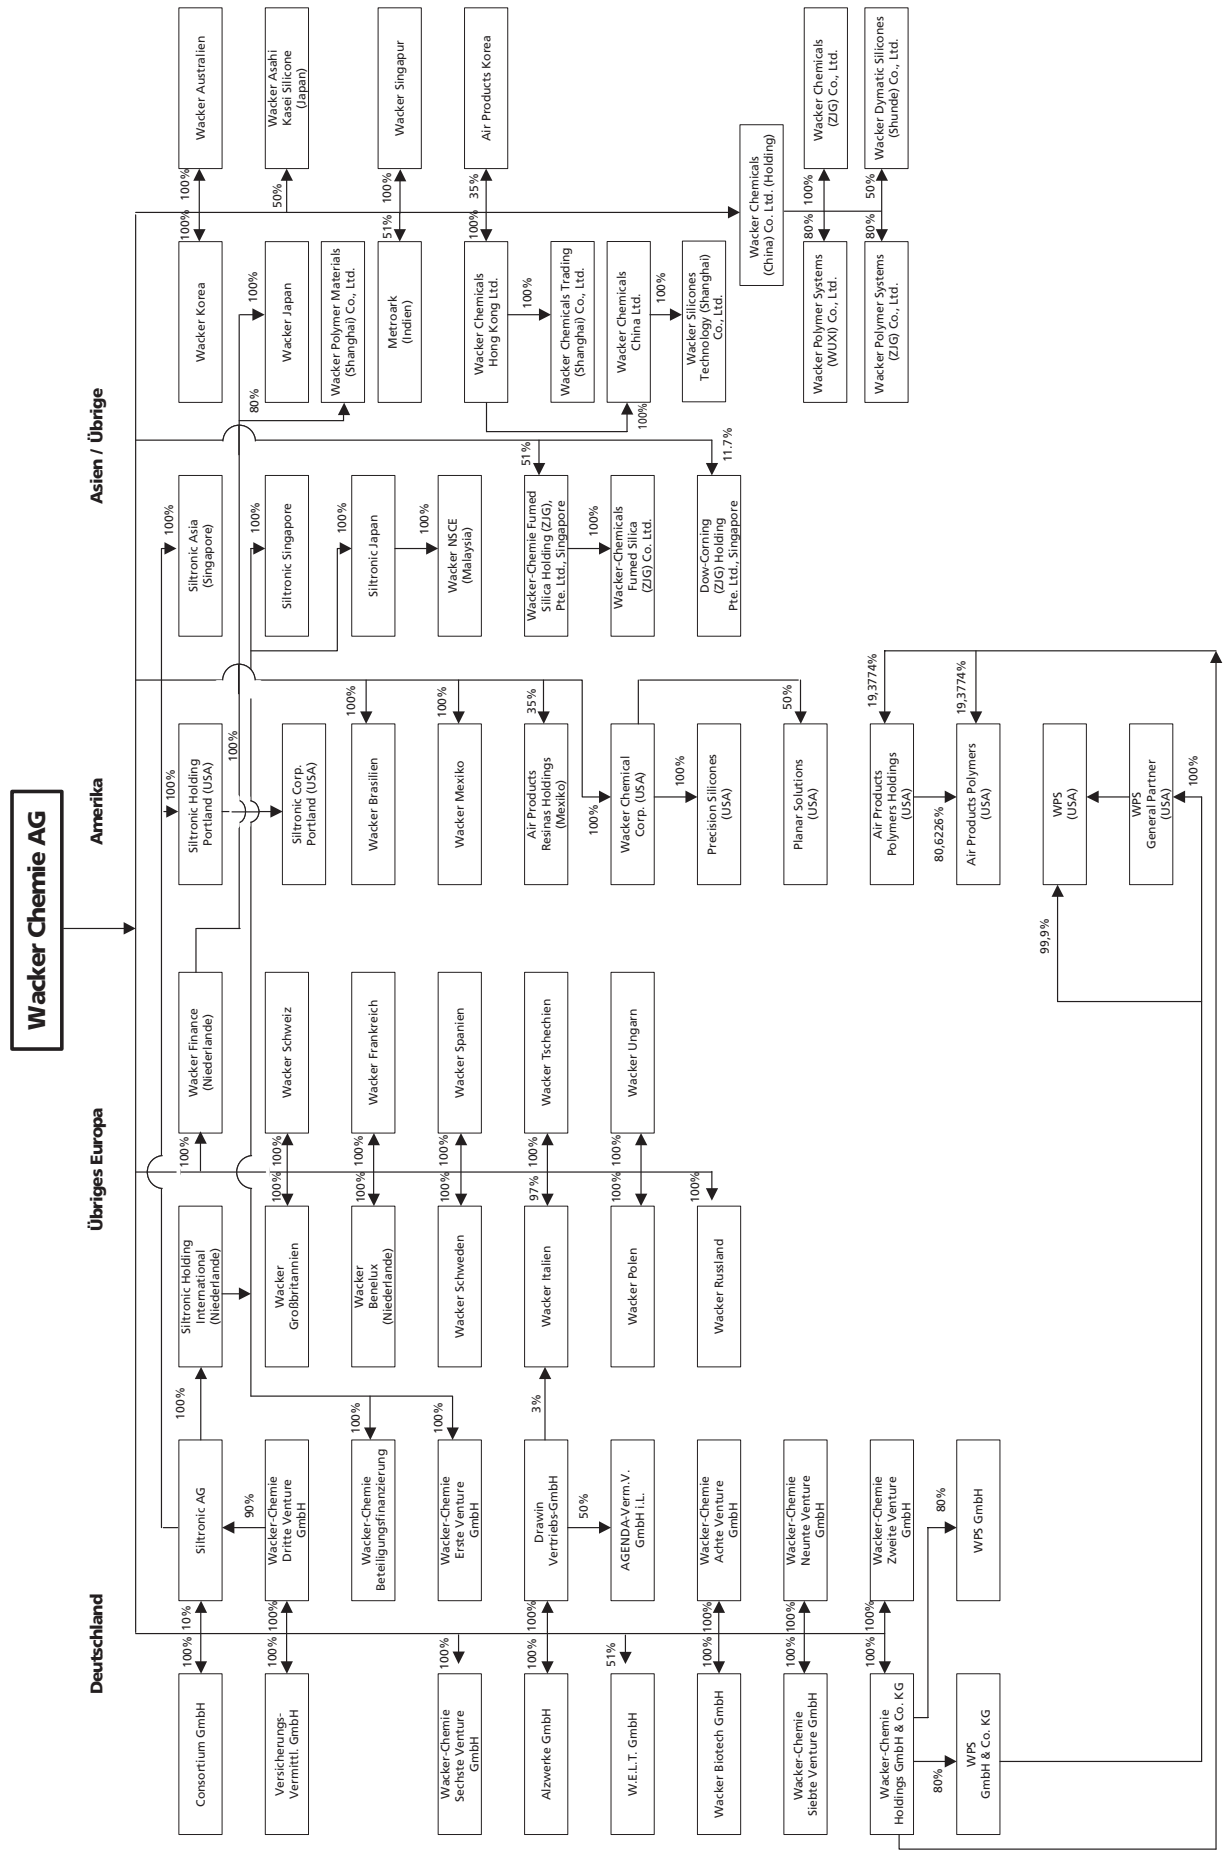 Wacker Chemie AG
Deutschland
Übriges Europa
Amerika
Asien / Übrige
Consortium GmbH
100%
10%
Siltronic AG
Versicherungs-
Vermittl. GmbH
100%
100%
Wacker-Chemie
Dritte Venture
GmbH
90%
Wacker-Chemie
Beteiligungsfinanzierung
100%
Wacker-Chemie
Sechste Venture
GmbH
100%
Wacker-Chemie
Erste Venture
GmbH
100%
Alzwerke GmbH
100%
100%
Drawin
Vertriebs-GmbH
3%
50%
W.E.L.T. GmbH
51%
AGENDA-Verm.V.
GmbH i.L.
Wacker Biotech GmbH
100%
100%
Wacker-Chemie
Achte Venture
GmbH
Wacker-Chemie
Siebte Venture GmbH
100%
100%
Wacker-Chemie
Neunte Venture
GmbH
Wacker-Chemie
Holdings GmbH & Co. KG
100%
100%
Wacker-Chemie
Zweite Venture
GmbH
80%
80%
WPS
GmbH & Co. KG
WPS GmbH
100%
Siltronic Holding
International
(Niederlande)
100%
Wacker Finance
(Niederlande)
Wacker
Großbritannien
100%
100%
Wacker Schweiz
Wacker
Benelux
(Niederlande)
100%
100%
Wacker Frankreich
Wacker Schweden
100%
100%
Wacker Spanien
Wacker Italien
97%
100%
Wacker Tschechien
Wacker Polen
100%
100%
Wacker Ungarn
Wacker Russland
100%
100%
Siltronic Holding
Portland (USA)
100%
Siltronic Corp.
Portland (USA)
100%
Wacker Brasilien
100%
Wacker Mexiko
35%
Air Products
Resinas Holdings
(Mexiko)
100%
Wacker Chemical
Corp. (USA)
100%
Precision Silicones
(USA)
50%
Planar Solutions
(USA)
19,3774%
Air Products
Polymers Holdings
(USA)
80,6226%
19,3774%
Air Products Polymers
(USA)
99,9%
WPS
(USA)
WPS
General Partner
(USA)
100%
100%
Siltronic Asia
(Singapore)
100%
Siltronic Singapore
100%
Siltronic Japan
100%
Wacker NSCE
(Malaysia)
51%
Wacker-Chemie Fumed
Silica Holding (ZJG),
Pte. Ltd., Singapore
100%
Wacker-Chemicals
Fumed Silica
(ZJG) Co. Ltd.
11.7%
Dow-Corning
(ZJG) Holding
Pte. Ltd., Singapore
Wacker Korea
100%
100%
Wacker Australien
100%
Wacker Japan
50%
Wacker Asahi
Kasei Silicone
(Japan)
80%
Wacker Polymer Materials
(Shanghai) Co., Ltd.
Metroark
(Indien)
51%
100%
Wacker Singapur
Wacker Chemicals
Hong Kong Ltd.
100%
35%
Air Products Korea
100%
Wacker Chemicals Trading
(Shanghai) Co., Ltd.
100%
Wacker Chemicals
China Ltd.
100%
Wacker Silicones
Technology (Shanghai)
Co., Ltd.
Wacker Chemicals
(China) Co. Ltd. (Holding)
Wacker Polymer Systems
(WUXI) Co., Ltd.
80%
100%
Wacker Chemicals
(ZJG) Co., Ltd.
Wacker Polymer Systems
(ZJG) Co., Ltd.
80%
50%
Wacker Dymatic Silicones
(Shunde) Co., Ltd.